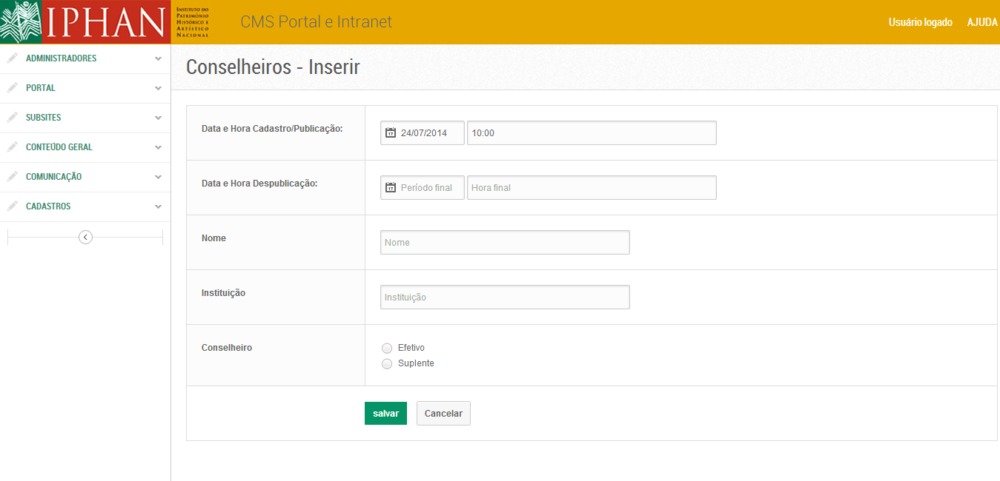 IPHAN
INSTITUTO DO
PATRIMÔNIO
HISTÓRICO E
ARTÍSTICO
NACIONAL
CMS Portal e Intranet
Usuário logado AJUDA
ADMINISTRADORES
PORTAL
SUBSITES
CONTEÚDO GERAL
COMUNICAÇÃO
CADASTROS
Conselheiros - Inserir
Data e Hora Cadastro/Publicação: 17 24/07/2014 10:00
Data e Hora Despublicação: 17 Período final Hora final
Nome Nome
Instituição Instituição
Conselheiro Efetivo
Suplente
salvar Cancelar